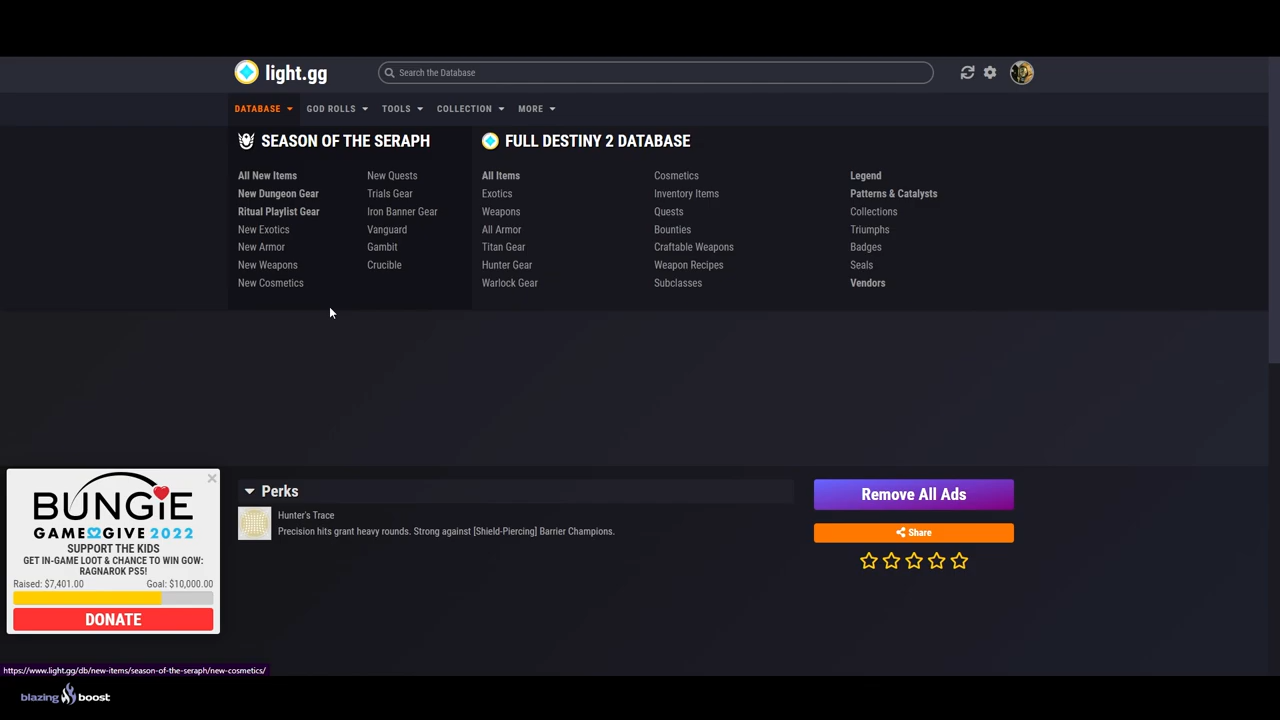 light.gg
Search the Database
DATABASE
GOD ROLLS
TOOLS
COLLECTION
MORE
SEASON OF THE SERAPH
All New Items
New Dungeon Gear
Ritual Playlist Gear
New Exotics
New Armor
New Weapons
New Cosmetics
New Quests
Trials Gear
Iron Banner Gear
Vanguard
Gambit
Crucible
FULL DESTINY 2 DATABASE
All Items
Exotics
Weapons
All Armor
Titan Gear
Hunter Gear
Warlock Gear
Cosmetics
Inventory Items
Quests
Bounties
Craftable Weapons
Weapon Recipes
Subclasses
Legend
Patterns & Catalysts
Collections
Triumphs
Badges
Seals
Vendors
Perks
Hunter's Trace
Precision hits grant heavy rounds. Strong against [Shield-Piercing] Barrier Champions.
Remove All Ads
Share
BUNGIE
GAME GIVE 2022
SUPPORT THE KIDS
GET IN-GAME LOOT & CHANCE TO WIN GOW:
RAGNAROK PS5!
Raised: $7,401.00 Goal: $10,000.00
DONATE
https://www.light.gg/db/new-items/season-of-the-seraph/new-cosmetics/
blazing boost